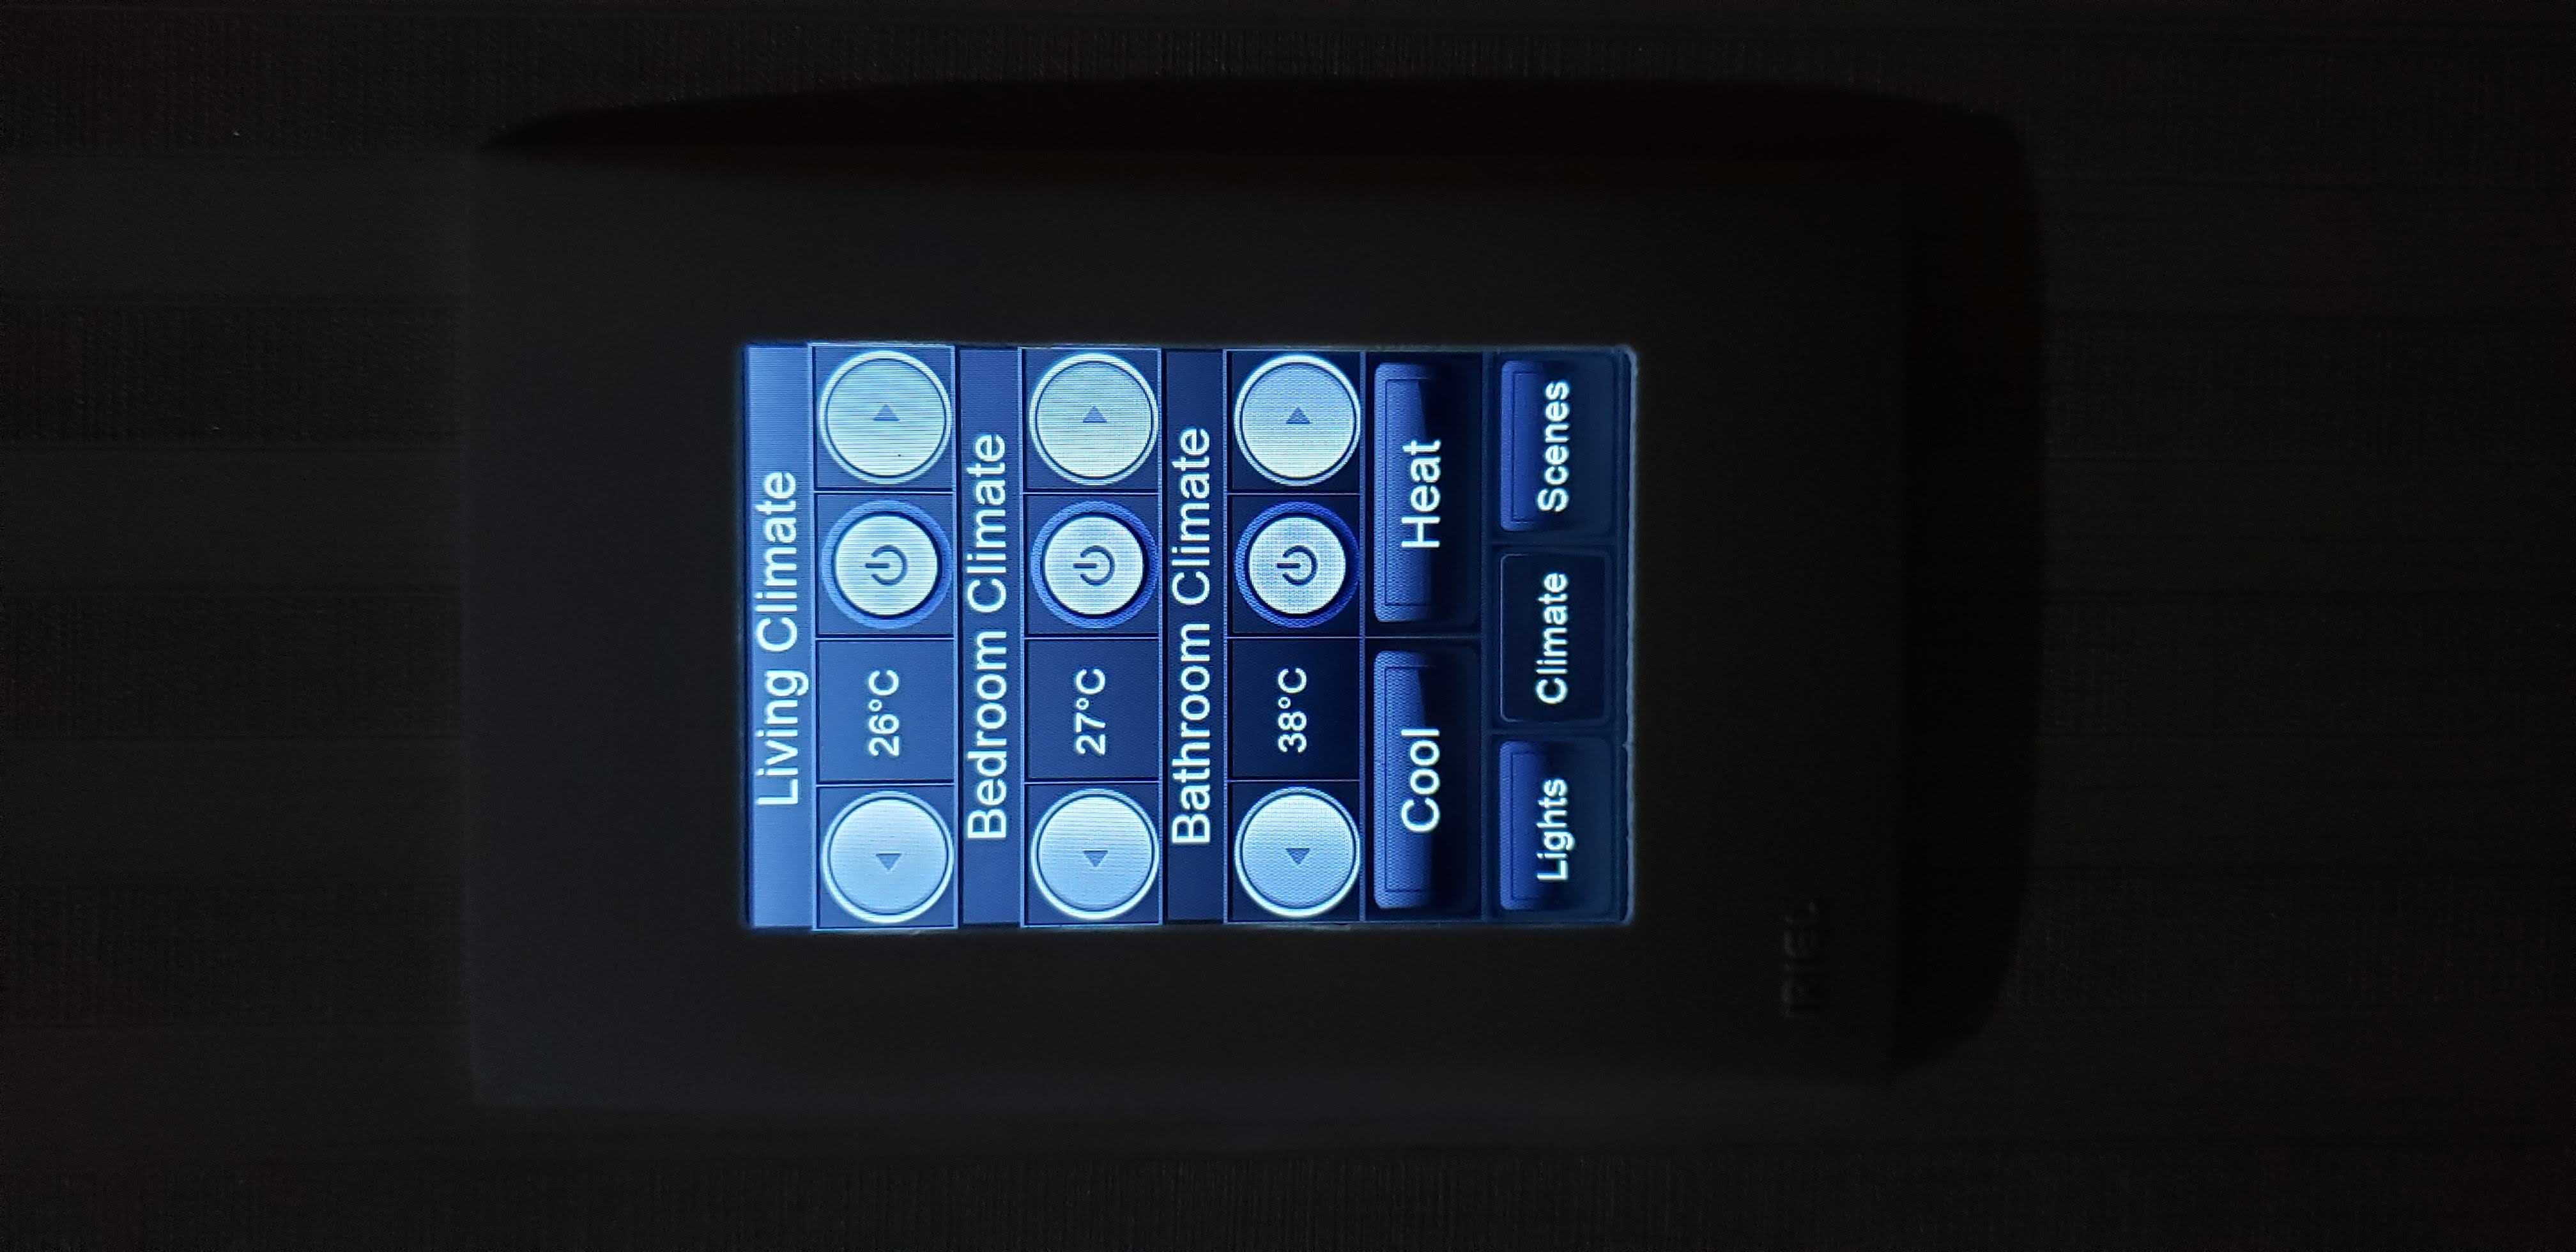 Living Climate
26°C
Bedroom Climate
27°C
Bathroom Climate
38°C
Cool Heat
Lights Climate Scenes